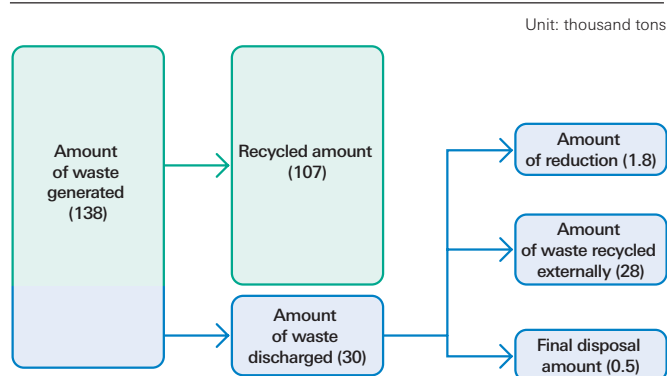 Unit: thousand tons
Amount
of waste
generated
(138)
Recycled amount
(107)
Amount
of waste
discharged (30)
Amount
of reduction (1.8)
Amount
of waste recycled
externally (28)
Final disposal
amount (0.5)